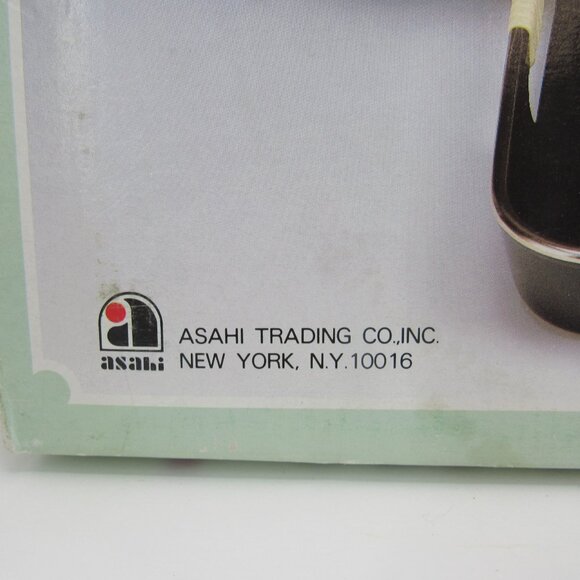 asahi
ASAHI TRADING CO.,INC.
NEW YORK, N.Y.10016